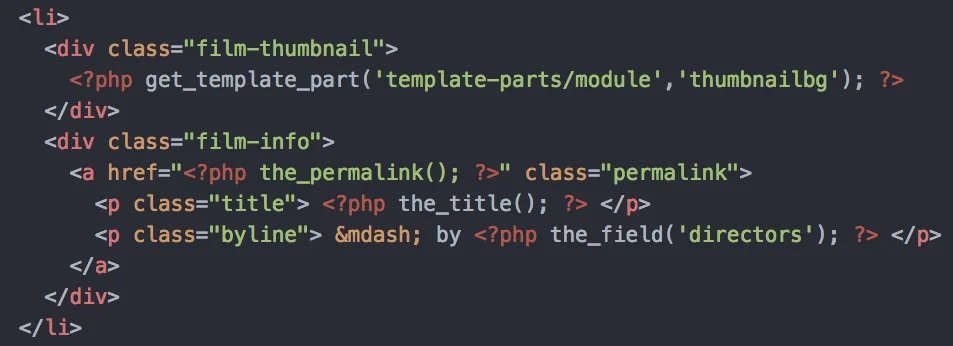 <li>
  <div class="film-thumbnail">
    <?php get_template_part('template-parts/module','thumbnailbg'); ?>
  </div>
  <div class="film-info">
    <a href="<?php the_permalink(); ?>" class="permalink">
      <p class="title"> <?php the_title(); ?> </p>
      <p class="byline"> &mdash; by <?php the_field('directors'); ?> </p>
    </a>
  </div>
</li>